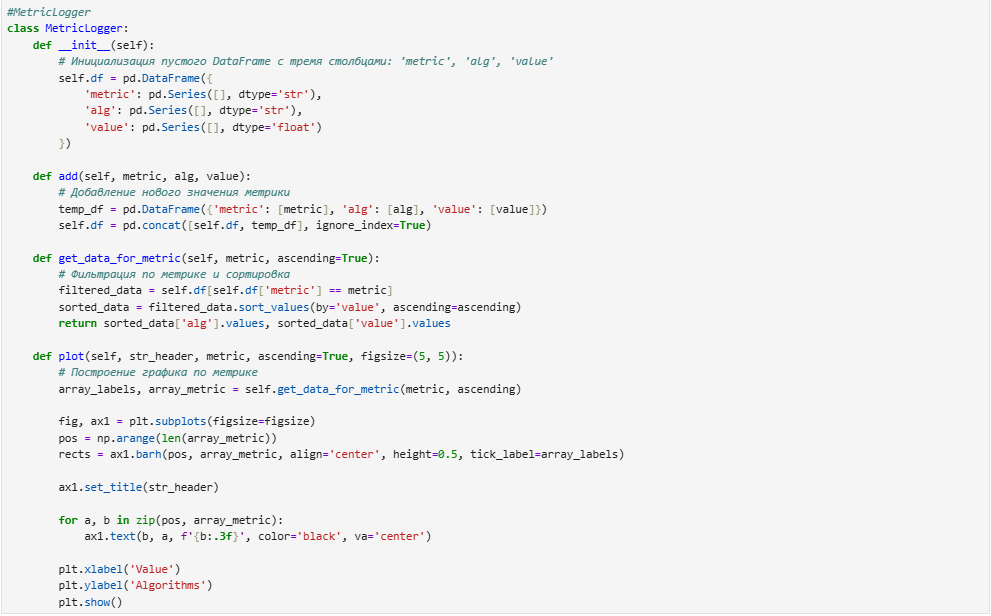 #MetricLogger
class MetricLogger:
    def __init__(self):
        # Инициализация пустого DataFrame с тремя столбцами: 'metric', 'alg', 'value'
        self.df = pd.DataFrame({
            'metric': pd.Series([], dtype='str'),
            'alg': pd.Series([], dtype='str'),
            'value': pd.Series([], dtype='float')
        })

    def add(self, metric, alg, value):
        # Добавление нового значения метрики
        temp_df = pd.DataFrame({'metric': [metric], 'alg': [alg], 'value': [value]})
        self.df = pd.concat([self.df, temp_df], ignore_index=True)

    def get_data_for_metric(self, metric, ascending=True):
        # Фильтрация по метрике и сортировка
        filtered_data = self.df[self.df['metric'] == metric]
        sorted_data = filtered_data.sort_values(by='value', ascending=ascending)
        return sorted_data['alg'].values, sorted_data['value'].values

    def plot(self, str_header, metric, ascending=True, figsize=(5, 5)):
        # Построение графика по метрике
        array_labels, array_metric = self.get_data_for_metric(metric, ascending)

        fig, ax1 = plt.subplots(figsize=figsize)
        pos = np.arange(len(array_metric))
        rects = ax1.barh(pos, array_metric, align='center', height=0.5, tick_label=array_labels)

        ax1.set_title(str_header)

        for a, b in zip(pos, array_metric):
            ax1.text(b, a, f'{b:.3f}', color='black', va='center')

        plt.xlabel('Value')
        plt.ylabel('Algorithms')
        plt.show()